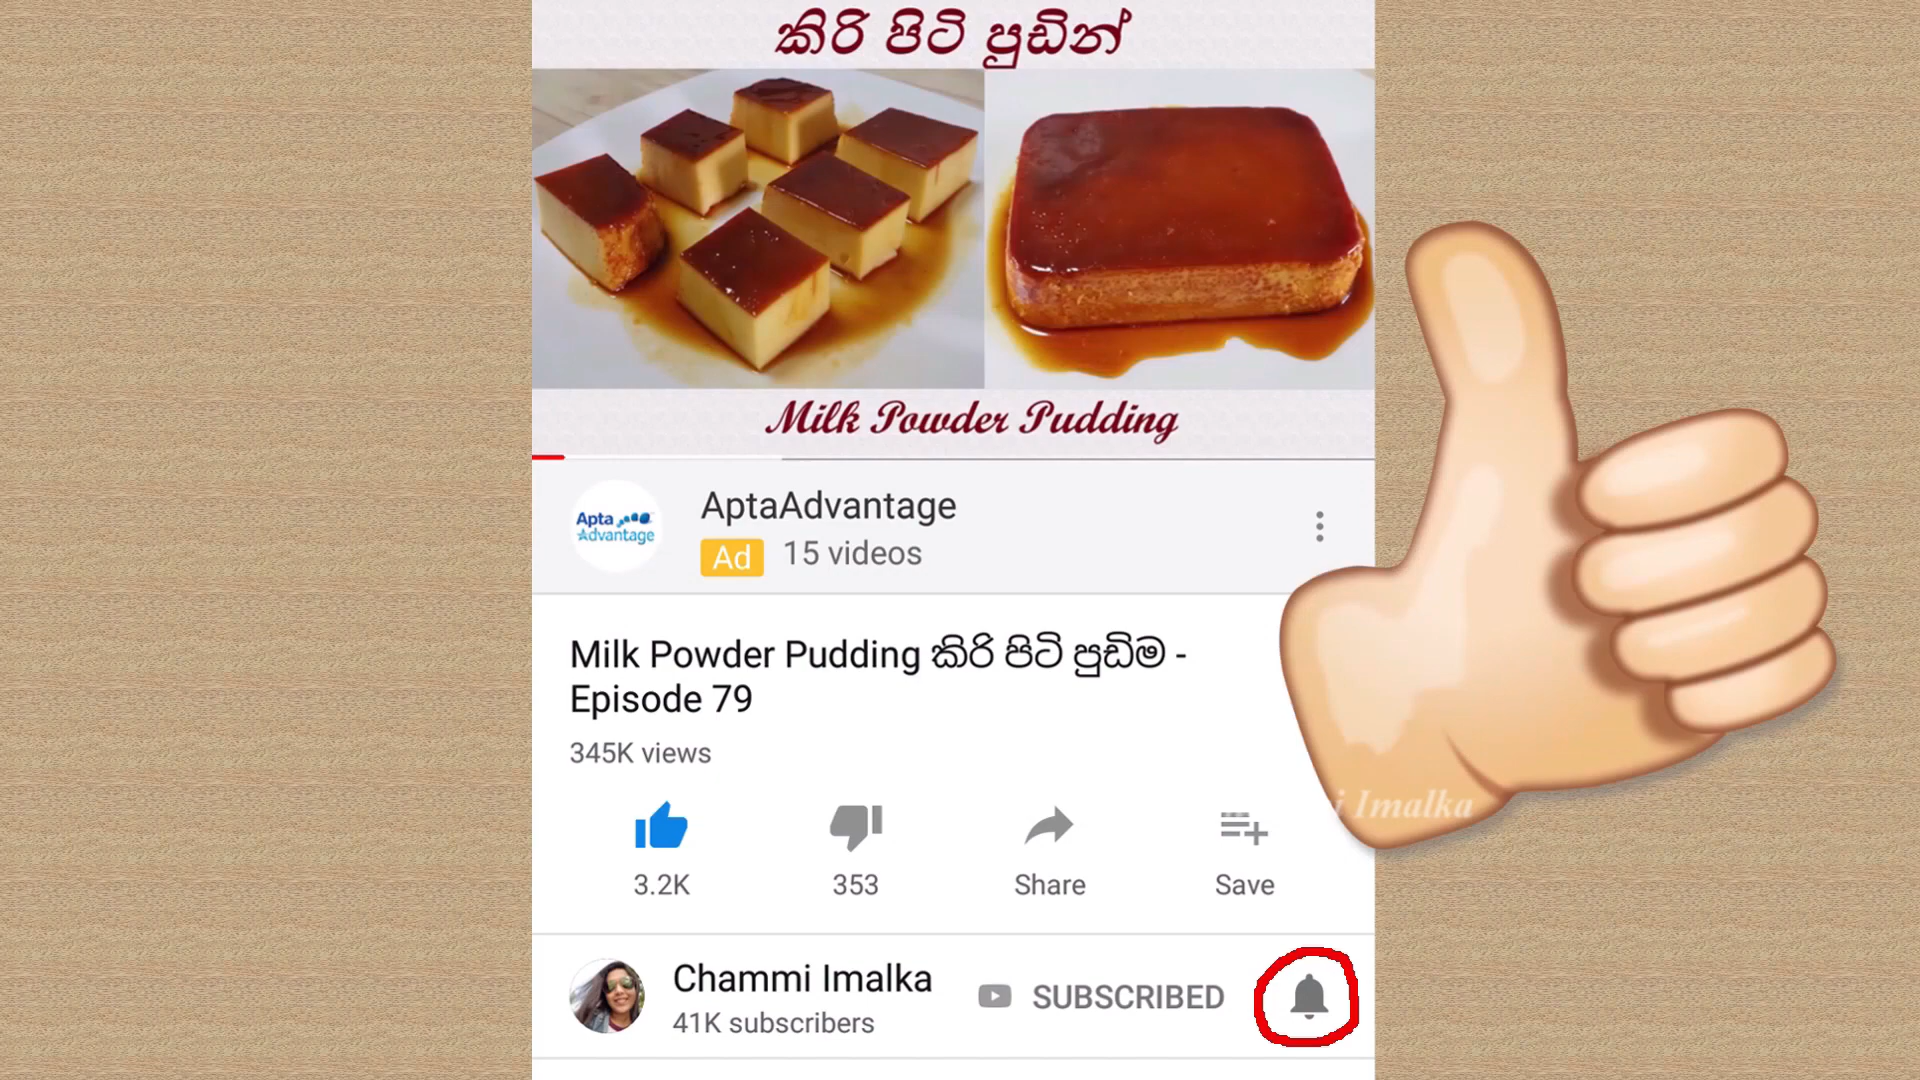 කිරි පිටි පුඩින්
Milk Powder Pudding
Apta
Advantage
AptaAdvantage
Ad 15 videos
Milk Powder Pudding කිරි පිටි පුඩිම -
Episode 79
345K views
3.2K 353 Share Save
i Imalka
Chammi Imalka
41K subscribers
SUBSCRIBED